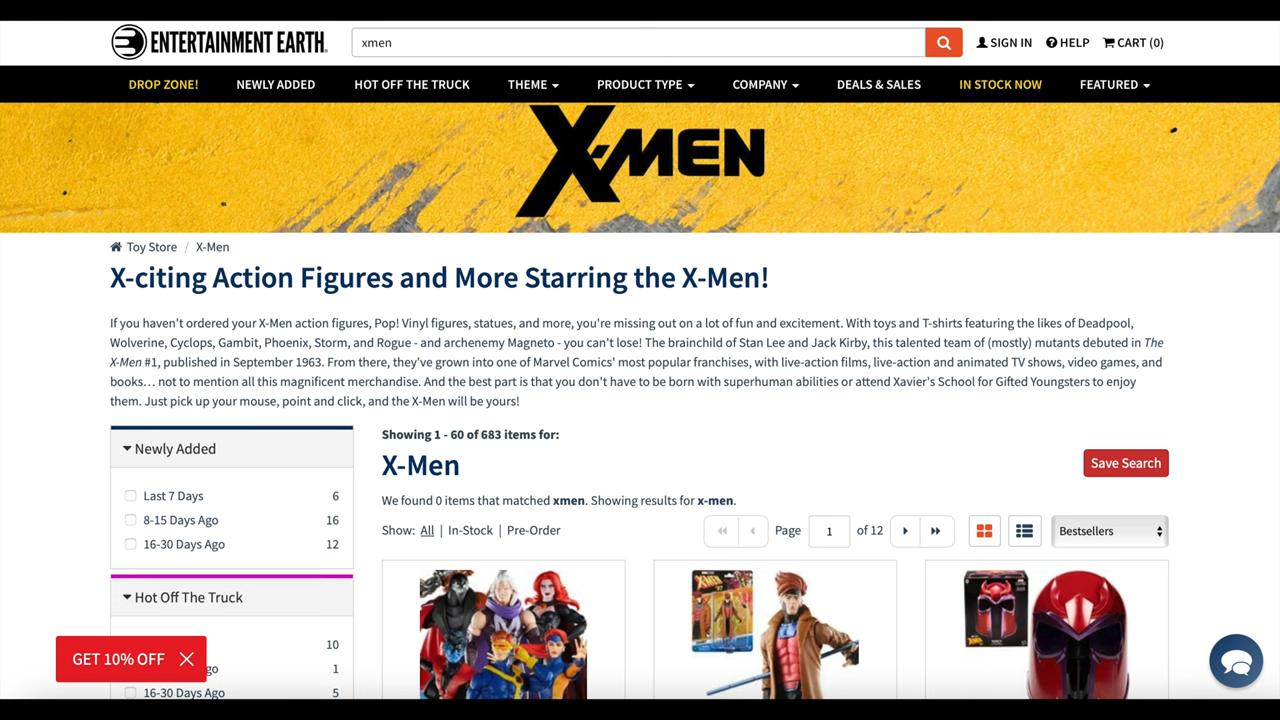 ENTERTAINMENT EARTH
xmen
SIGN IN
HELP
CART (0)
DROP ZONE!
NEWLY ADDED
HOT OFF THE TRUCK
THEME
PRODUCT TYPE
COMPANY
DEALS & SALES
IN STOCK NOW
FEATURED
X-MEN
Toy Store / X-Men
X-citing Action Figures and More Starring the X-Men!
If you haven't ordered your X-Men action figures, Pop! Vinyl figures, statues, and more, you're missing out on a lot of fun and excitement. With toys and T-shirts featuring the likes of Deadpool,
Wolverine, Cyclops, Gambit, Phoenix, Storm, and Rogue - and archenemy Magneto - you can't lose! The brainchild of Stan Lee and Jack Kirby, this talented team of (mostly) mutants debuted in The
X-Men #1, published in September 1963. From there, they've grown into one of Marvel Comics' most popular franchises, with live-action films, live-action and animated TV shows, video games, and
books… not to mention all this magnificent merchandise. And the best part is that you don't have to be born with superhuman abilities or attend Xavier's School for Gifted Youngsters to enjoy
them. Just pick up your mouse, point and click, and the X-Men will be yours!
Newly Added
Last 7 Days 6
8-15 Days Ago 16
16-30 Days Ago 12
Hot Off The Truck
10
go 1
16-30 Days Ago 5
GET 10% OFF
Showing 1 - 60 of 683 items for:
X-Men
Save Search
We found 0 items that matched xmen. Showing results for x-men.
Show: All | In-Stock | Pre-Order
Page 1 of 12
Bestsellers